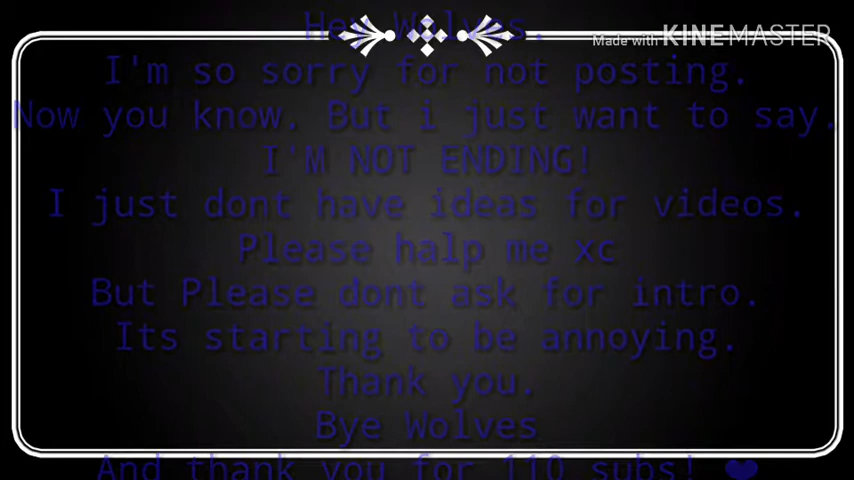 Hey Wolves.
Made with KINEMASTER
I'm so sorry for not posting.
Now you know. But i just want to say.
I'M NOT ENDING!
I just dont have ideas for videos.
Please halp me xc
But Please dont ask for intro.
Its starting to be annoying.
Thank you.
Bye Wolves
And thank you for 110 subs! ❤